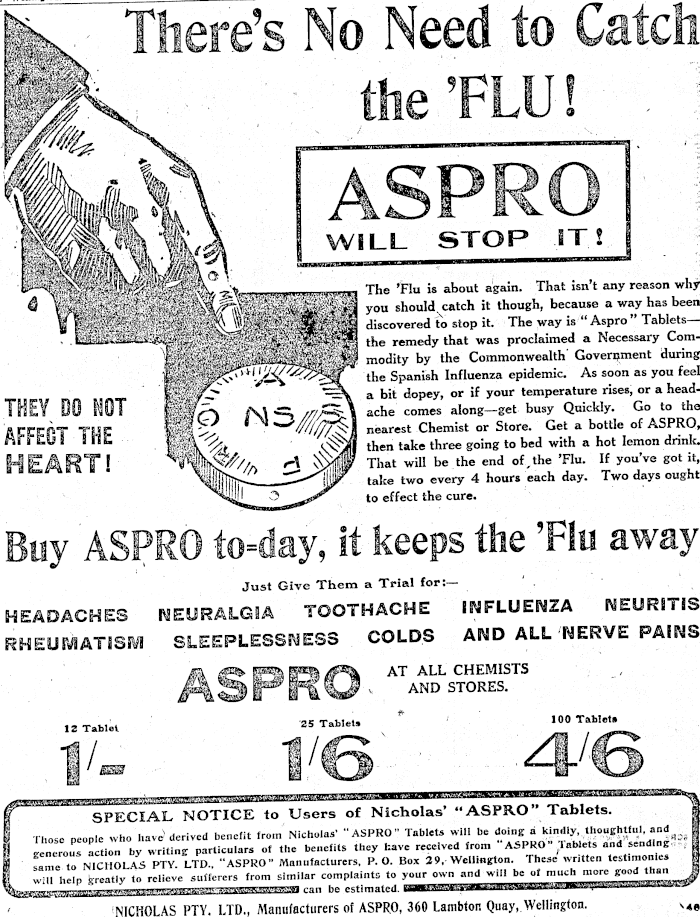 There's No Need to Catch
the 'FLU!
ASPRO
WILL STOP IT!
The 'Flu is about again. That isn't any reason why
you should catch it though, because a way has been
discovered to stop it. The way is "Aspro" Tablets—
the remedy that was proclaimed a Necessary Com-
modity by the Commonwealth Government during
the Spanish Influenza epidemic. As soon as you feel
a bit dopey, or if your temperature rises, or a head-
ache comes along—get busy Quickly. Go to the
nearest Chemist or Store. Get a bottle of ASPRO,
then take three going to bed with a hot lemon drink.
That will be the end of the 'Flu. If you've got it,
take two every 4 hours each day. Two days ought
to effect the cure.
THEY DO NOT
AFFECT THE
HEART!
ASPRO
NS
Buy ASPRO to=day, it keeps the 'Flu away
Just Give Them a Trial for:—
HEADACHES NEURALGIA TOOTHACHE INFLUENZA NEURITIS
RHEUMATISM SLEEPLESSNESS COLDS AND ALL NERVE PAINS
ASPRO AT ALL CHEMISTS
AND STORES.
12 Tablet 25 Tablets 100 Tablets
1/- 1/6 4/6
SPECIAL NOTICE to Users of Nicholas' "ASPRO" Tablets.
Those people who have derived benefit from Nicholas' "ASPRO" Tablets will be doing a kindly, thoughtful, and
generous action by writing particulars of the benefits they have received from "ASPRO" Tablets and sending
same to NICHOLAS PTY. LTD., "ASPRO" Manufacturers, P. O. Box 29, Wellington. These written testimonies
will help greatly to relieve sufferers from similar complaints to your own and will be of much more good than
can be estimated.
NICHOLAS PTY. LTD., Manufacturers of ASPRO, 360 Lambton Quay, Wellington.